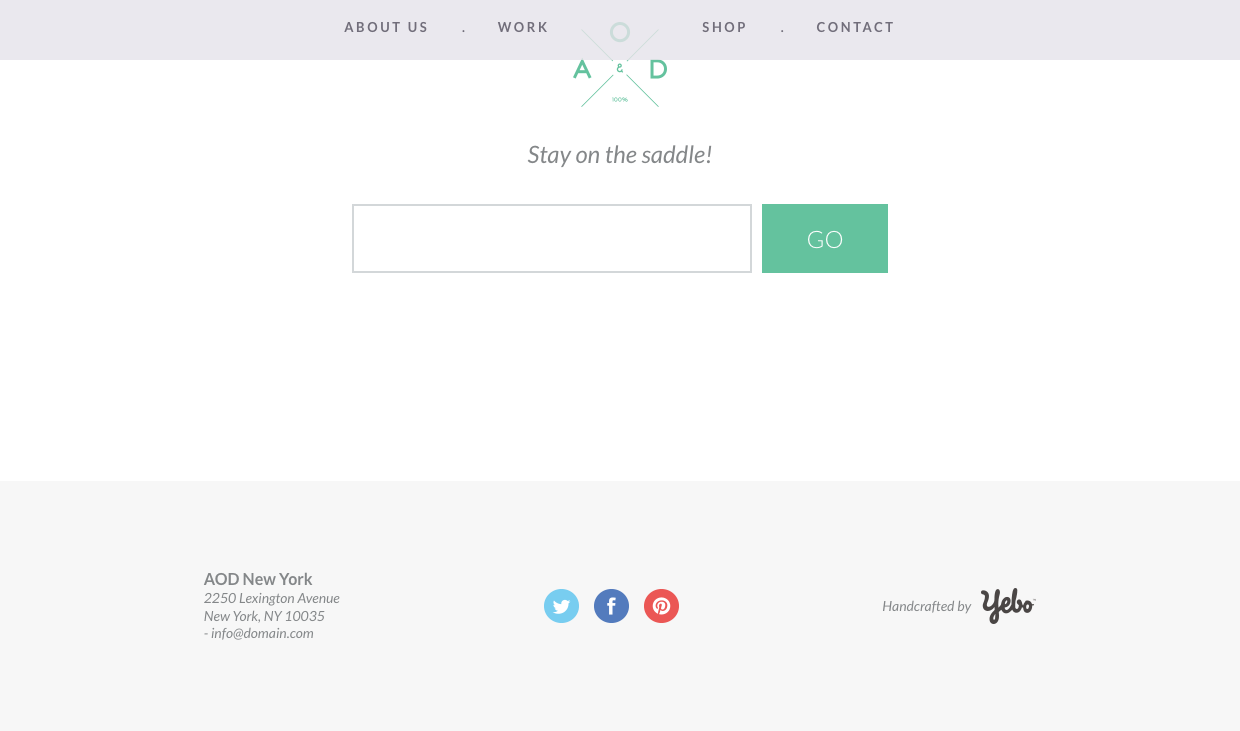 ABOUT US . WORK SHOP . CONTACT
O
A & D
100%
Stay on the saddle!
GO
AOD New York
2250 Lexington Avenue
New York, NY 10035
- info@domain.com
Handcrafted by Yebo